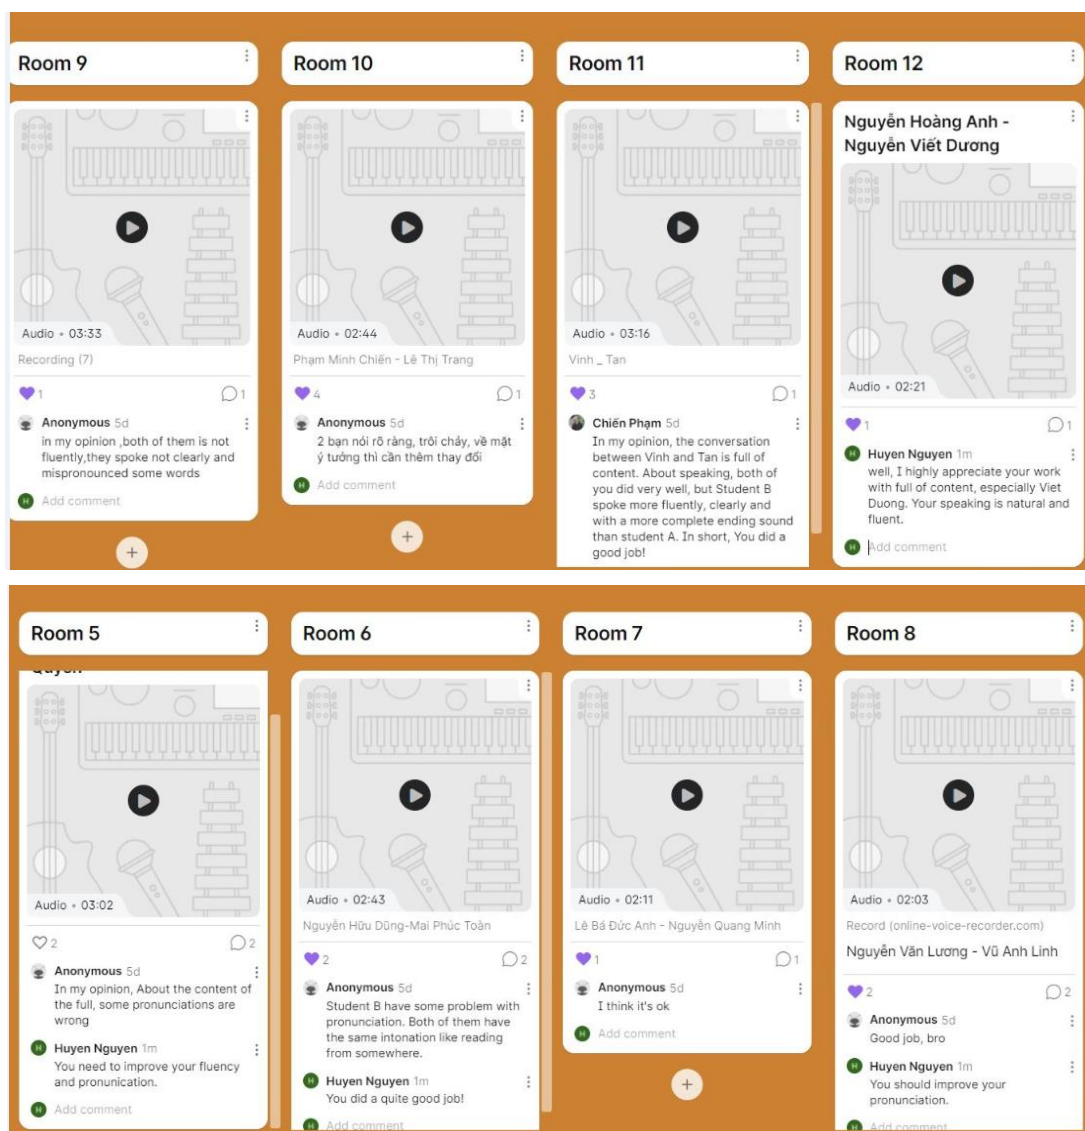 Room 9
Audio • 03:33
Recording (7)
1
1
Anonymous 5d
in my opinion ,both of them is not
fluently,they spoke not clearly and
mispronounced some words
H
Add comment
Room 10
Audio • 02:44
Phạm Minh Chiến - Lê Thị Trang
4
1
Anonymous 5d
2 bạn nói rõ ràng, trôi chảy, về mặt
ý tưởng thì cần thêm thay đổi
H
Add comment
Room 11
Audio • 03:16
Vinh _ Tan
3
1
Chiến Phạm 5d
In my opinion, the conversation
between Vinh and Tan is full of
content. About speaking, both of
you did very well, but Student B
spoke more fluently, clearly and
with a more complete ending sound
than student A. In short, You did a
good job!
Room 12
Nguyễn Hoàng Anh -
Nguyễn Viết Dương
Audio • 02:21
1
1
H
Huyen Nguyen 1m
well, I highly appreciate your work
with full of content, especially Viet
Duong. Your speaking is natural and
fluent.
H
Add comment
Room 5
Audio • 03:02
2
2
Anonymous 5d
In my opinion, About the content of
the full, some pronunciations are
wrong
H
Huyen Nguyen 1m
You need to improve your fluency
and pronunication.
H
Add comment
Room 6
Audio • 02:43
Nguyễn Hữu Dũng-Mai Phúc Toàn
2
2
Anonymous 5d
Student B have some problem with
pronunciation. Both of them have
the same intonation like reading
from somewhere.
H
Huyen Nguyen 1m
You did a quite good job!
H
Add comment
Room 7
Audio • 02:11
Lê Bá Đức Anh - Nguyễn Quang Minh
1
1
Anonymous 5d
I think it's ok
H
Add comment
Room 8
Audio • 02:03
Record (online-voice-recorder.com)
Nguyễn Văn Lương - Vũ Anh Linh
2
2
Anonymous 5d
Good job, bro
H
Huyen Nguyen 1m
You should improve your
pronunciation.
H
Add comment